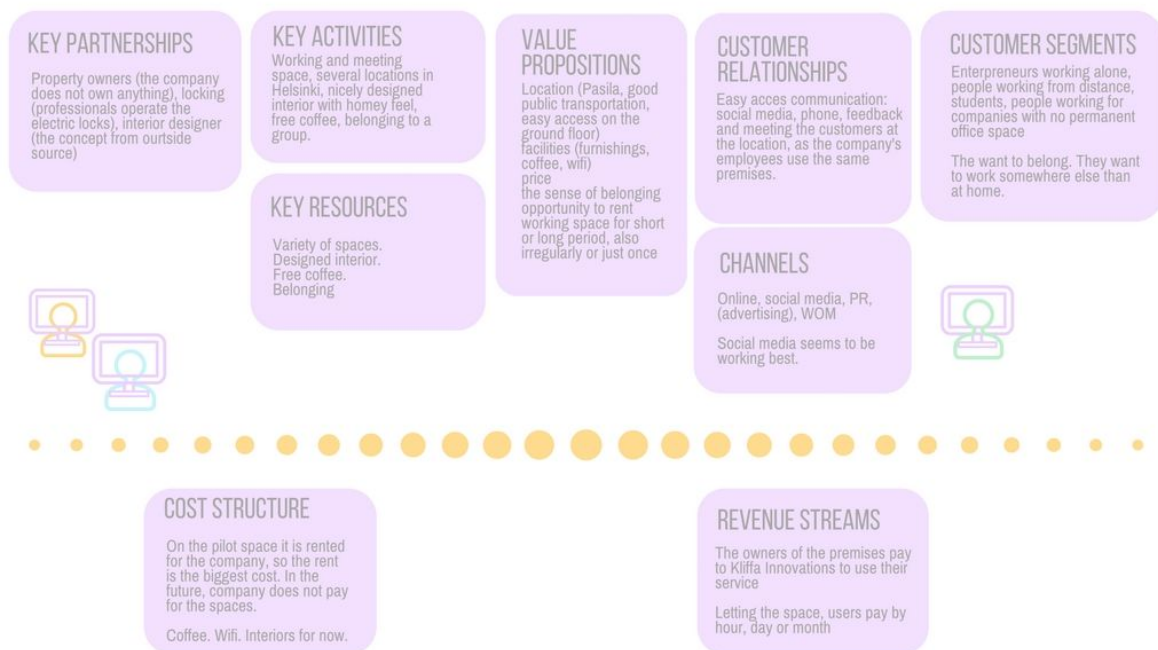 KEY PARTNERSHIPS
Property owners (the company
does not own anything), locking
(professionals operate the
electric locks), interior designer
(the concept from ourtside
source)
KEY ACTIVITIES
Working and meeting
space, several locations in
Helsinki, nicely designed
interior with homey feel,
free coffee, belonging to a
group.
KEY RESOURCES
Variety of spaces.
Designed interior.
Free coffee.
Belonging
VALUE
PROPOSITIONS
Location (Pasila, good
public transportation,
easy access on the
ground floor)
facilities (furnishings,
coffee, wifi)
price
the sense of belonging
opportunity to rent
working space for short
or long period, also
irregularly or just once
CUSTOMER
RELATIONSHIPS
Easy acces communication:
social media, phone, feedback
and meeting the customers at
the location, as the company's
employees use the same
premises.
CHANNELS
Online, social media, PR,
(advertising), WOM
Social media seems to be
working best.
CUSTOMER SEGMENTS
Enterpreneurs working alone,
people working from distance,
students, people working for
companies with no permanent
office space
The want to belong. They want
to work somewhere else than
at home.
COST STRUCTURE
On the pilot space it is rented
for the company, so the rent
is the biggest cost. In the
future, company does not pay
for the spaces.
Coffee. Wifi. Interiors for now.
REVENUE STREAMS
The owners of the premises pay
to Kliffa Innovations to use their
service
Letting the space, users pay by
hour, day or month